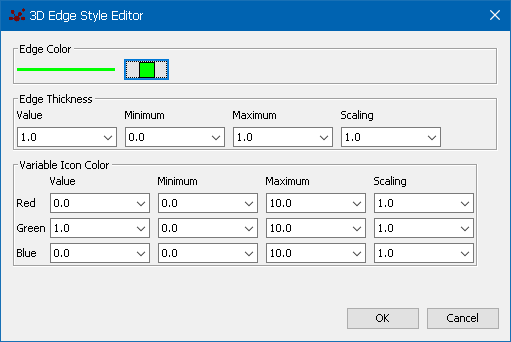 3D Edge Style Editor
Edge Color
Edge Thickness
Value Minimum Maximum Scaling
1.0 0.0 1.0 1.0
Variable Icon Color
Value Minimum Maximum Scaling
Red 0.0 0.0 10.0 1.0
Green 1.0 0.0 10.0 1.0
Blue 0.0 0.0 10.0 1.0
OK Cancel